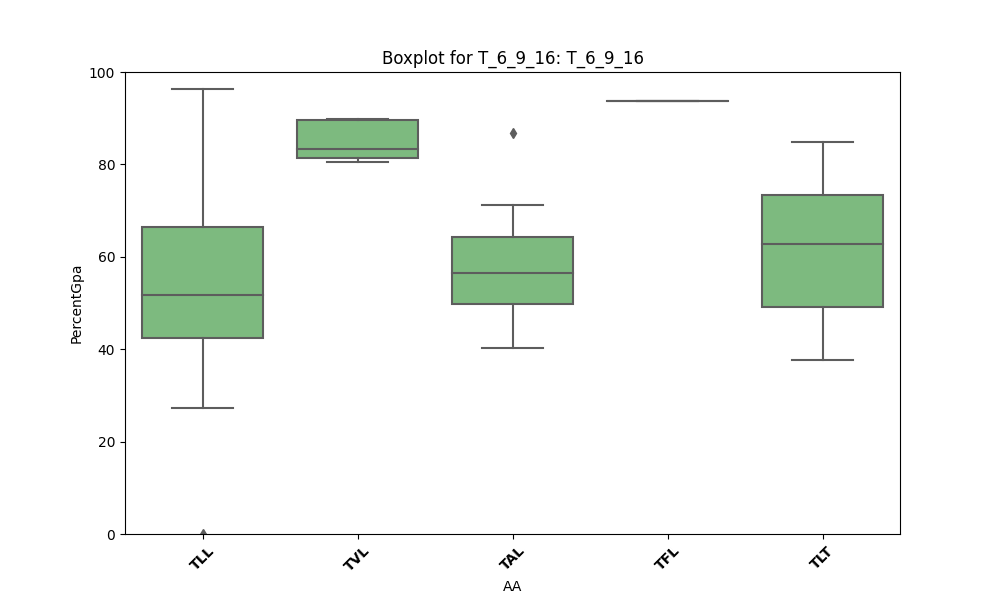 Boxplot for T_6_9_16: T_6_9_16
100
80
60
40
20
0
PercentGpa
TLL
TVL
TAL
TFL
TLT
AA